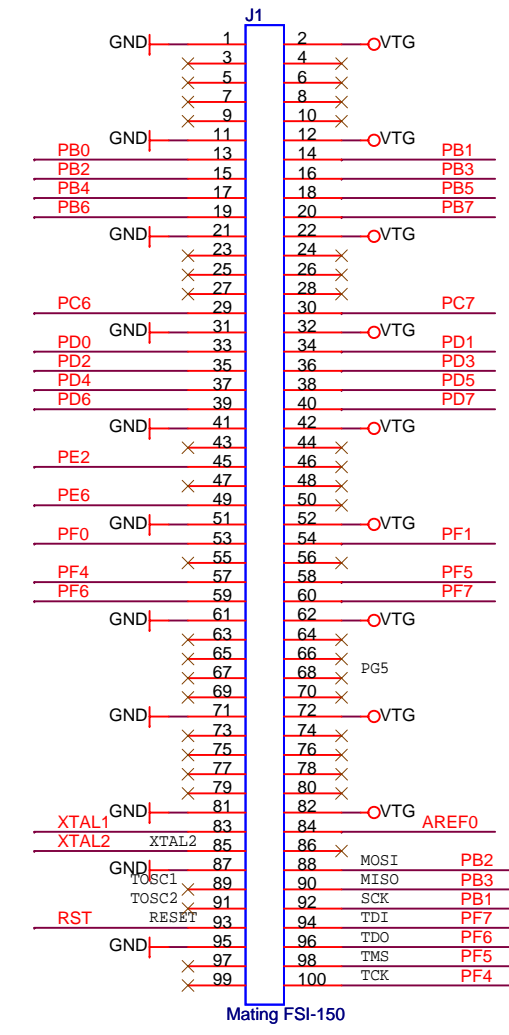 J1
GND 1 2 VTG
3 4
5 6
7 8
9 10
GND 11 12 VTG
PB0 13 14 PB1
PB2 15 16 PB3
PB4 17 18 PB5
PB6 19 20 PB7
GND 21 22 VTG
23 24
25 26
27 28
PC6 29 30 PC7
GND 31 32 VTG
PD0 33 34 PD1
PD2 35 36 PD3
PD4 37 38 PD5
PD6 39 40 PD7
GND 41 42 VTG
43 44
PE2 45 46
47 48
PE6 49 50
GND 51 52 VTG
PF0 53 54 PF1
55 56
PF4 57 58 PF5
PF6 59 60 PF7
GND 61 62 VTG
63 64
65 66
67 68 PG5
69 70
GND 71 72 VTG
73 74
75 76
77 78
79 80
GND 81 82 VTG
XTAL1 83 84 AREF0
XTAL2 XTAL2 85 86
GND 87 88 MOSI PB2
TOSC1 89 90 MISO PB3
TOSC2 91 92 SCK PB1
RST RESET 93 94 TDI PF7
GND 95 96 TDO PF6
97 98 TMS PF5
99 100 TCK PF4
Mating FSI-150